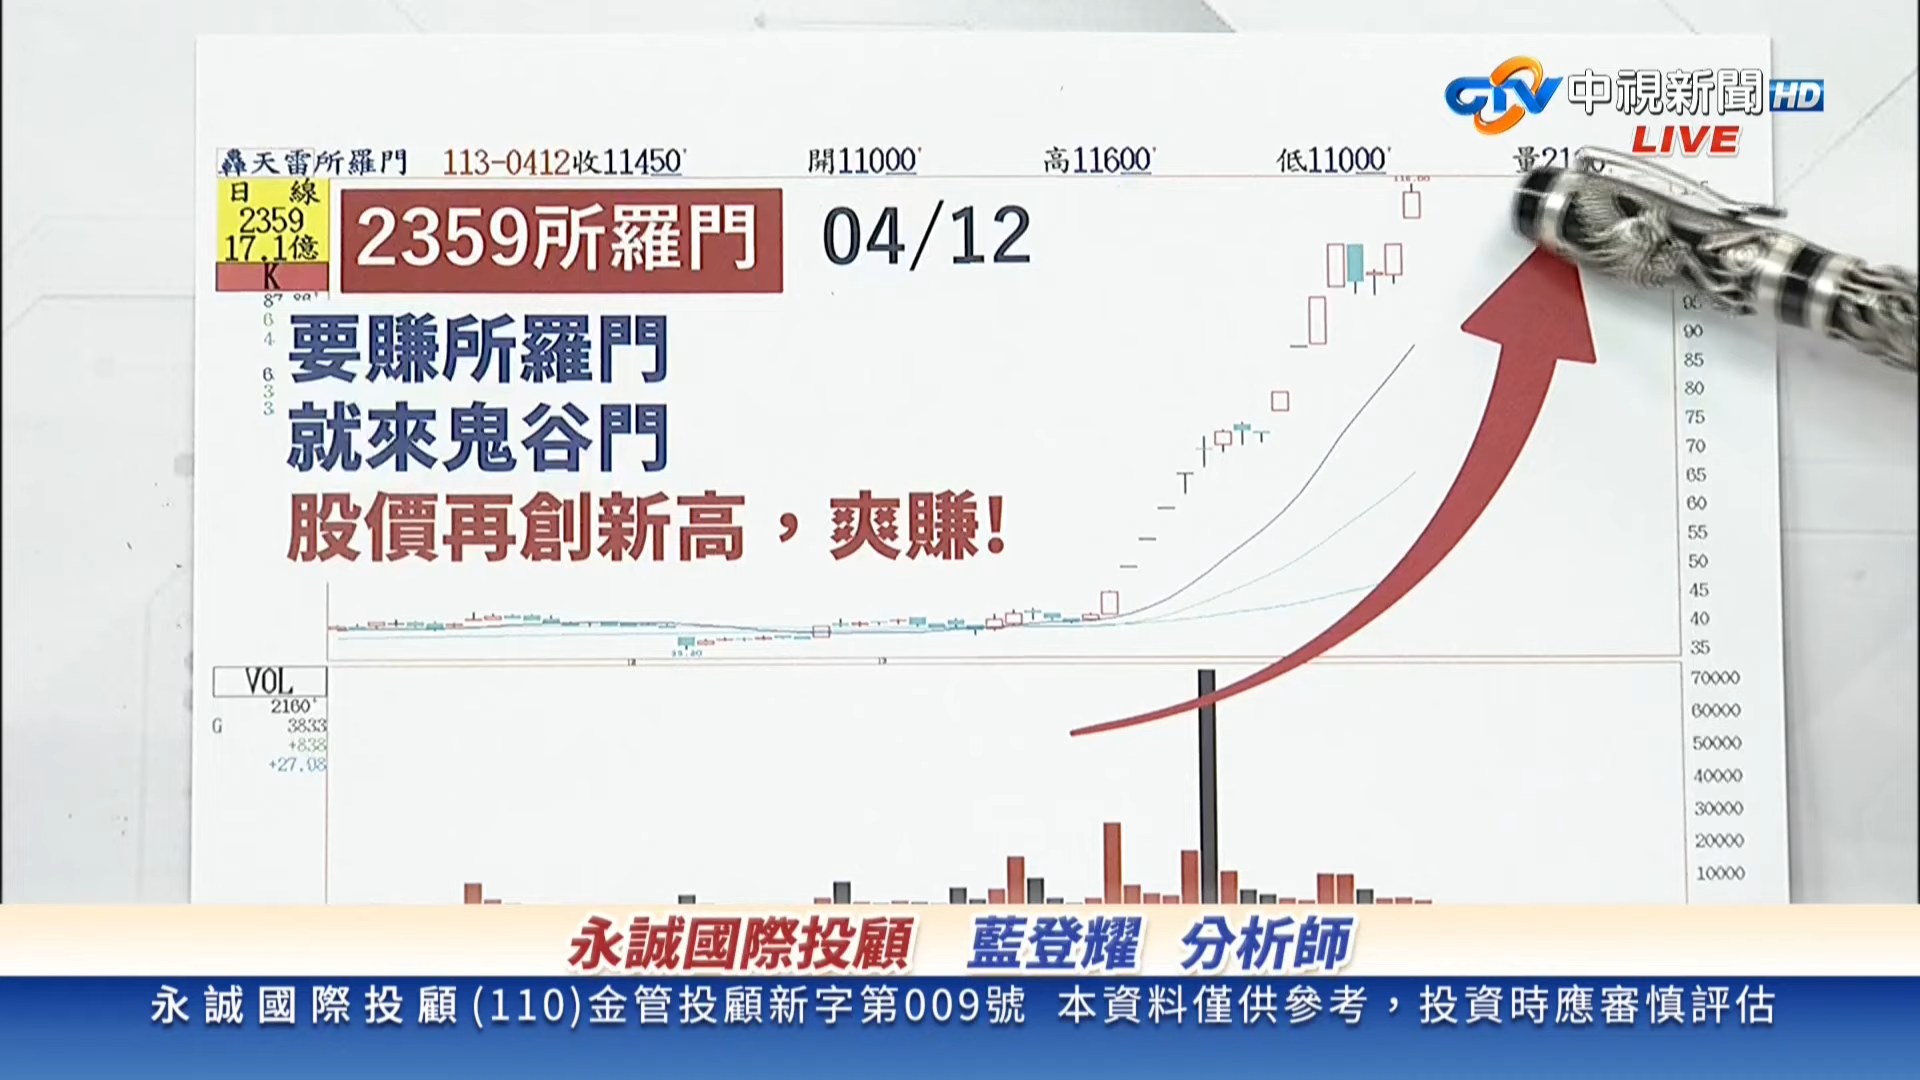 CTV 中視新聞 HD
LIVE
轟天雷所羅門 113-0412收11450' 開11000' 高11600' 低11000'
日 線
2359
17.1億
K
2359所羅門 04/12
要賺所羅門
就來鬼谷門
股價再創新高，爽賺!
116.00
95
90
85
80
75
70
65
60
55
50
45
40
35
33.20
VOL
2160'
G 3833
+838
+27.08
70000
60000
50000
40000
30000
20000
10000
永誠國際投顧 藍登耀 分析師
永誠國際投顧(110)金管投顧新字第009號 本資料僅供參考，投資時應審慎評估